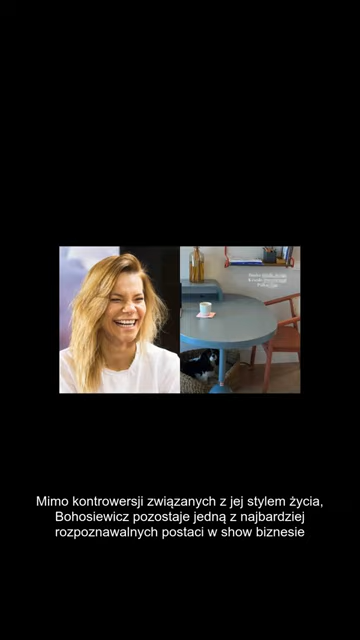 Mimo kontrowersji związanych z jej stylem życia,
Bohosiewicz pozostaje jedną z najbardziej
rozpoznawalnych postaci w show biznesie